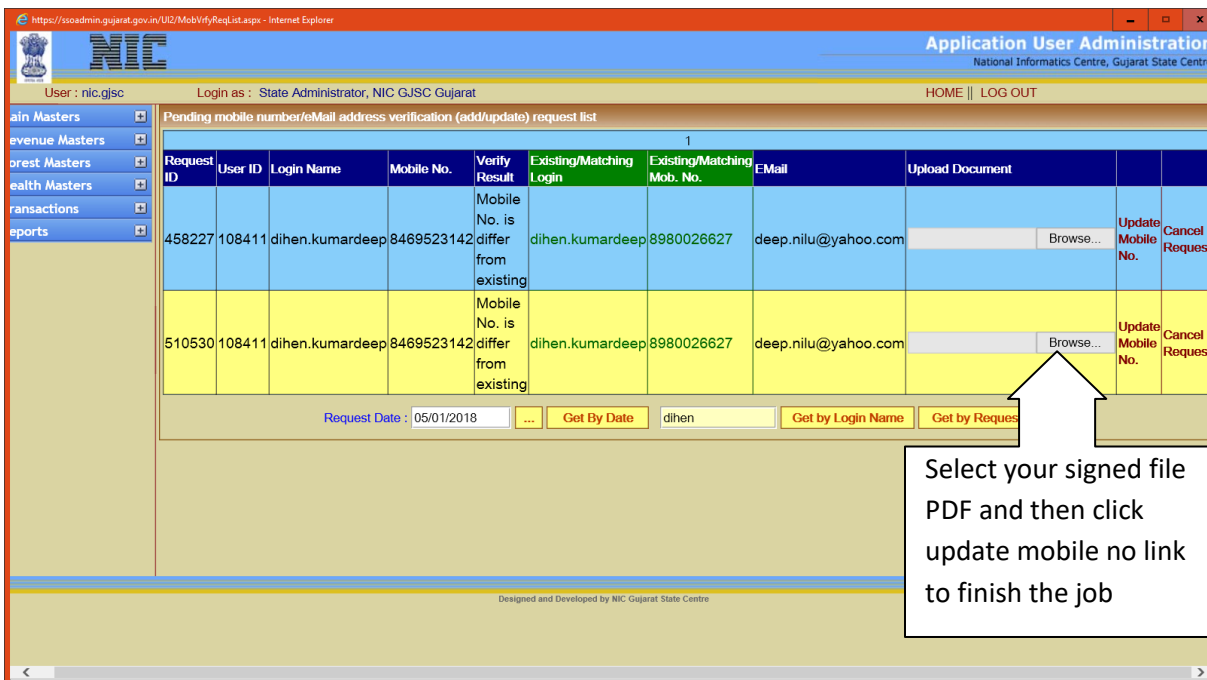 https://ssoadmin.gujarat.gov.in/UI2/MobVrfyReqList.aspx - Internet Explorer
NIC
Application User Administration
National Informatics Centre, Gujarat State Centr
User : nic.gjsc Login as : State Administrator, NIC GJSC Gujarat HOME || LOG OUT
ain Masters
evenue Masters
orest Masters
ealth Masters
ransactions
eports
Pending mobile number/eMail address verification (add/update) request list
1
Request ID User ID Login Name Mobile No. Verify Result Existing/Matching Login Existing/Matching Mob. No. EMail Upload Document
458227 108411 dihen.kumardeep 8469523142 Mobile No. is differ from existing dihen.kumardeep 8980026627 deep.nilu@yahoo.com Browse... Update Mobile No. Cancel Reques
510530 108411 dihen.kumardeep 8469523142 Mobile No. is differ from existing dihen.kumardeep 8980026627 deep.nilu@yahoo.com Browse... Update Mobile No. Cancel Reques
Request Date : 05/01/2018 ... Get By Date dihen Get by Login Name Get by Reques
Select your signed file
PDF and then click
update mobile no link
to finish the job
Designed and Developed by NIC Gujarat State Centre